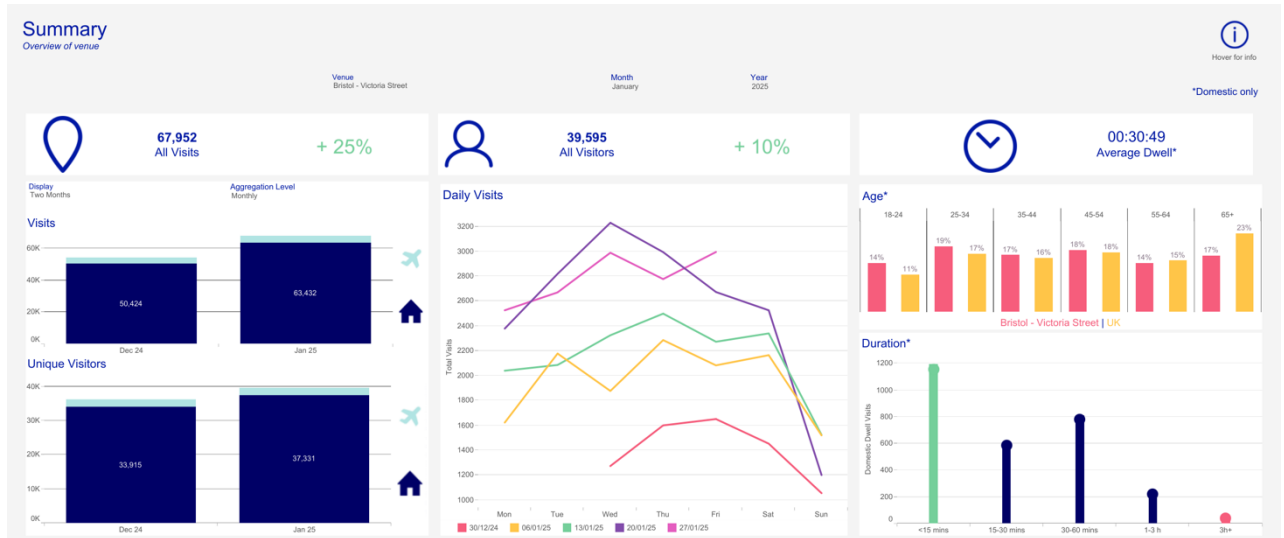 Summary
Overview of venue
Hover for info
Venue
Bristol - Victoria Street
Month
January
Year
2025
*Domestic only
67,952
All Visits
+ 25%
39,595
All Visitors
+ 10%
00:30:49
Average Dwell*
Display
Two Months
Aggregation Level
Monthly
Visits
60K
40K
20K
0K
50,424
63,432
Dec 24
Jan 25
Unique Visitors
40K
30K
20K
10K
0K
33,915
37,331
Dec 24
Jan 25
Daily Visits
Total Visits
3200
3000
2800
2600
2400
2200
2000
1800
1600
1400
1200
1000
Mon Tue Wed Thu Fri Sat Sun
30/12/24 06/01/25 13/01/25 20/01/25 27/01/25
Age*
18-24 25-34 35-44 45-54 55-64 65+
14% 11% 19% 17% 17% 16% 18% 18% 14% 15% 17% 23%
Bristol - Victoria Street | UK
Duration*
Domestic Dwell Visits
1200
1000
800
600
400
200
0
<15 mins 15-30 mins 30-60 mins 1-3 h 3h+